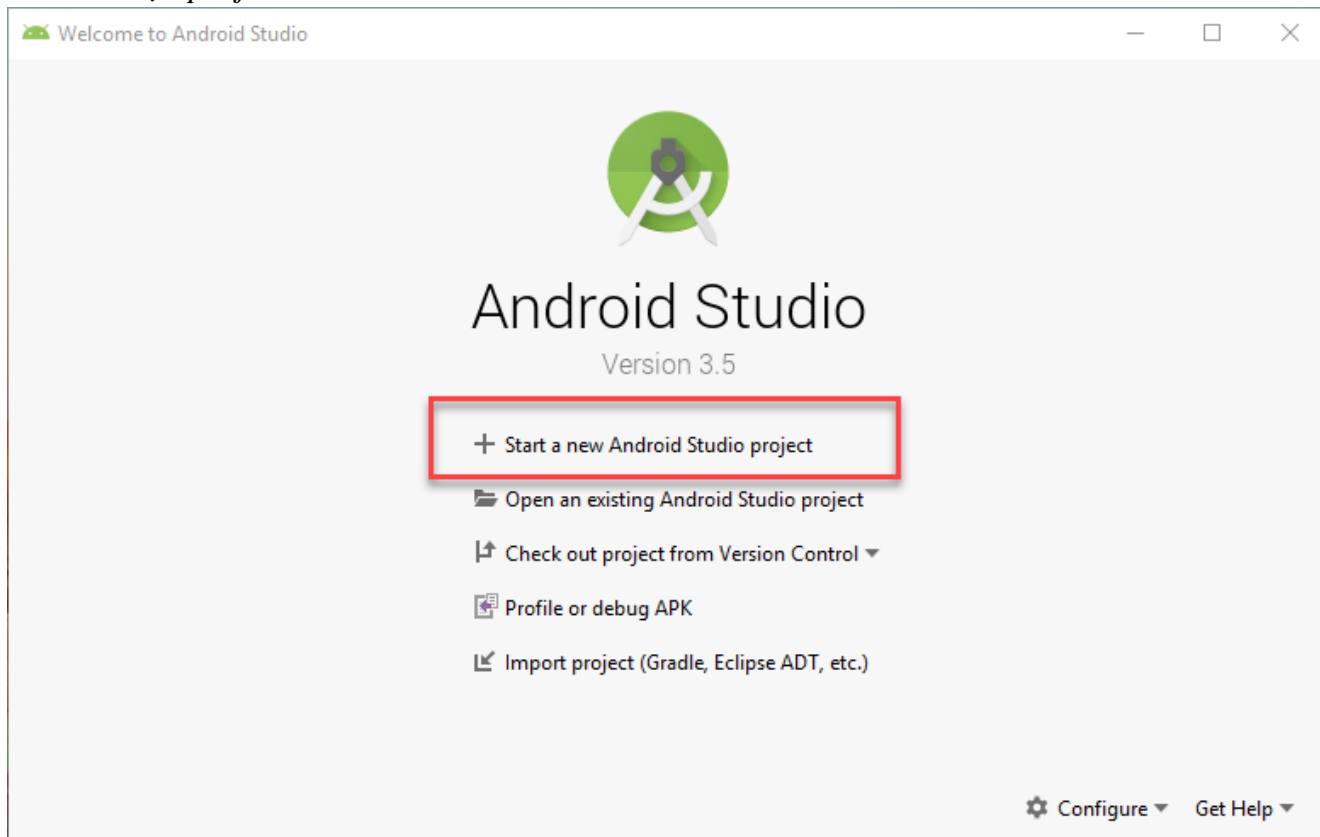 Welcome to Android Studio
Android Studio
Version 3.5
Start a new Android Studio project
Open an existing Android Studio project
Check out project from Version Control
Profile or debug APK
Import project (Gradle, Eclipse ADT, etc.)
Configure Get Help